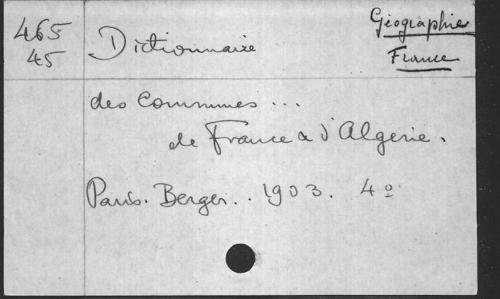 465
45
Dictionnaire
Géographie
France
des Communes ...
de France & d'Algerie.
Paris. Berger.. 1903. 4º